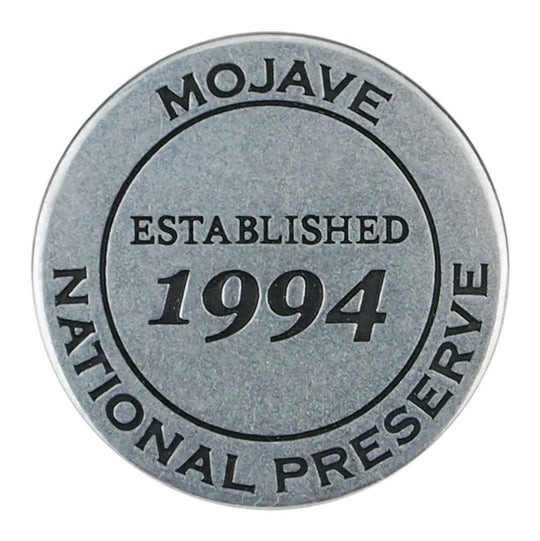 MOJAVE
ESTABLISHED
1994
NATIONAL PRESERVE